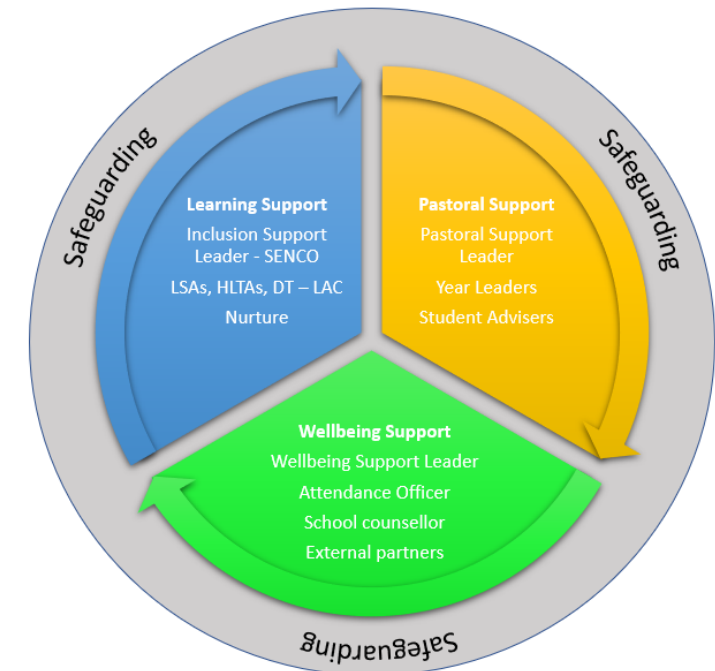 Safeguarding
Safeguarding
Learning Support
Inclusion Support
Leader - SENCO
LSAs, HLTAs, DT – LAC
Nurture
Pastoral Support
Pastoral Support
Leader
Year Leaders
Student Advisers
Wellbeing Support
Wellbeing Support Leader
Attendance Officer
School counsellor
External partners
Safeguarding